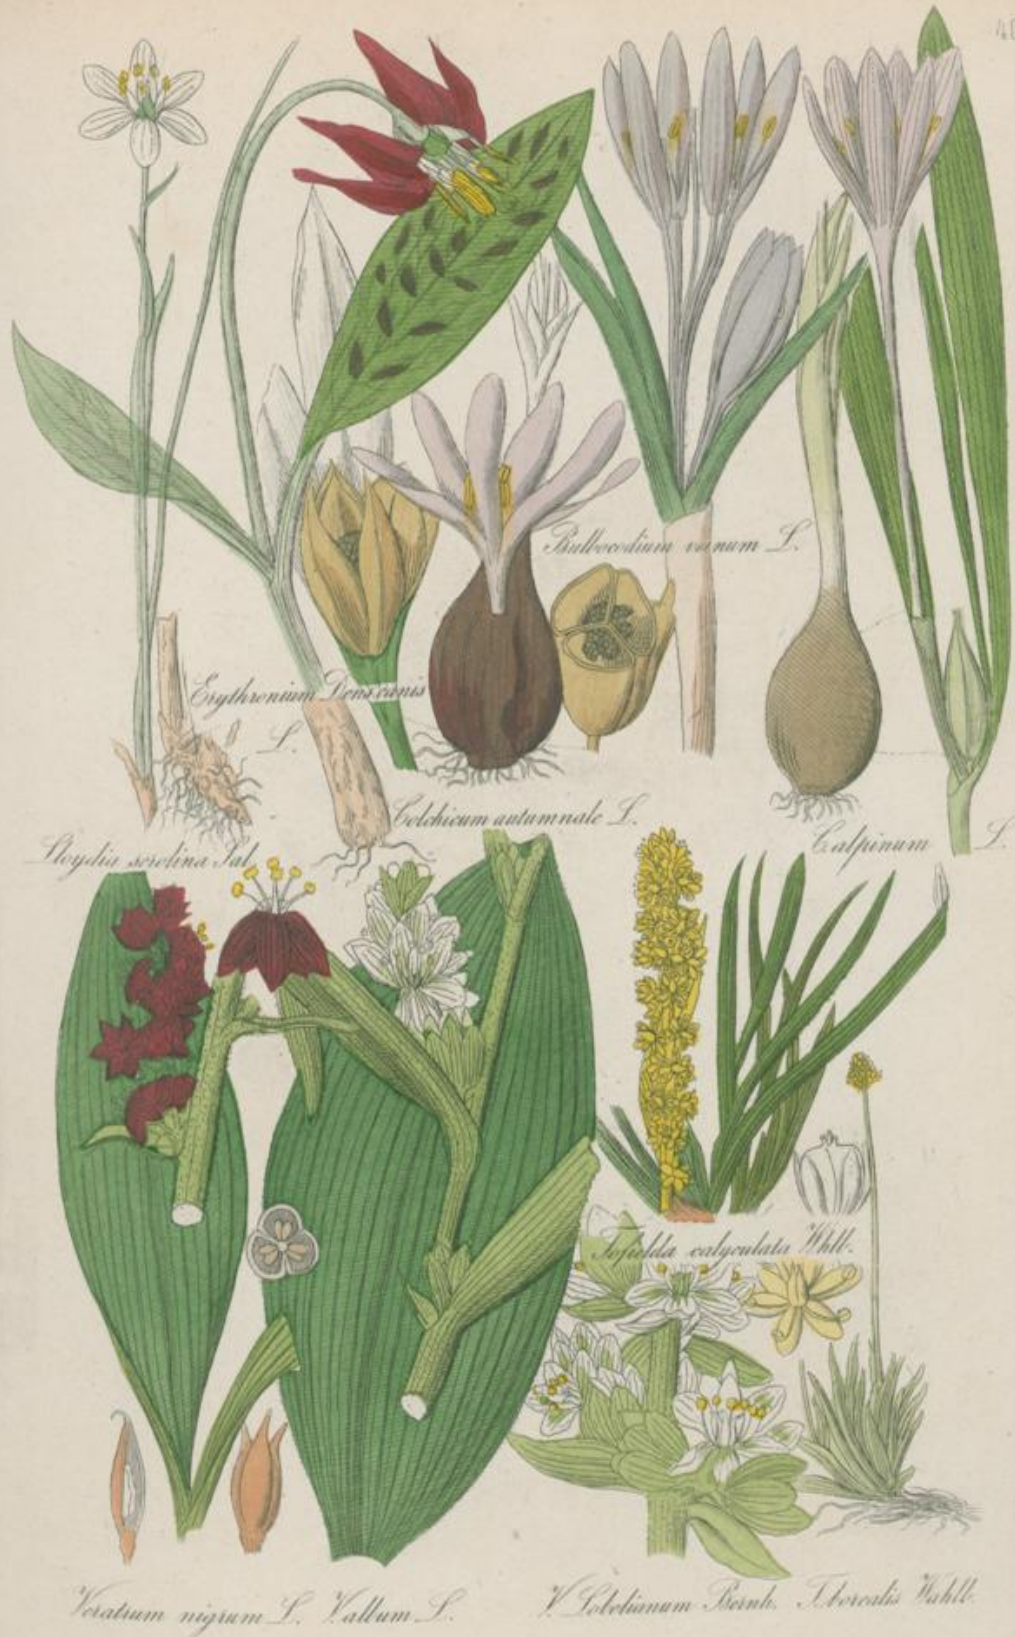 40
Bulbocodium vernum L.
Erythronium Dens canis
L.
Colchicum autumnale L.
Lloydia serotina Sal.
C. alpinum L.
Tofielda calyculata Whlb.
Veratrum nigrum L. V. album L.
V. Lobelianum Bernh. T. borealis Wahlb.